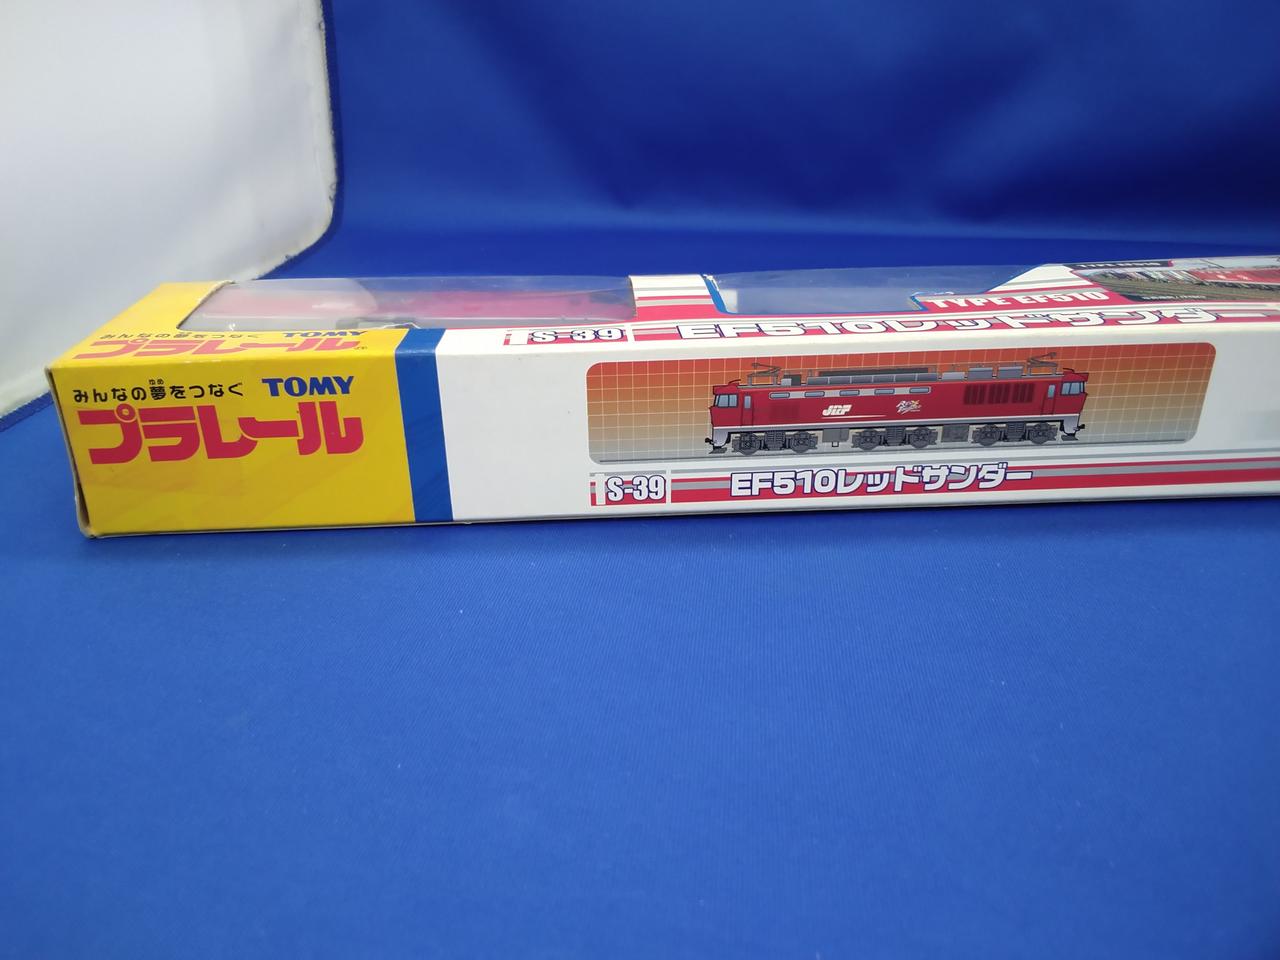 みんなの夢をつなぐ TOMY
プラレール
S-39 EF510レッドサンダー
TYPE EF510
みんなの夢をつなぐ TOMY
ゆめ
プラレール
JRF
S-39 EF510レッドサンダー